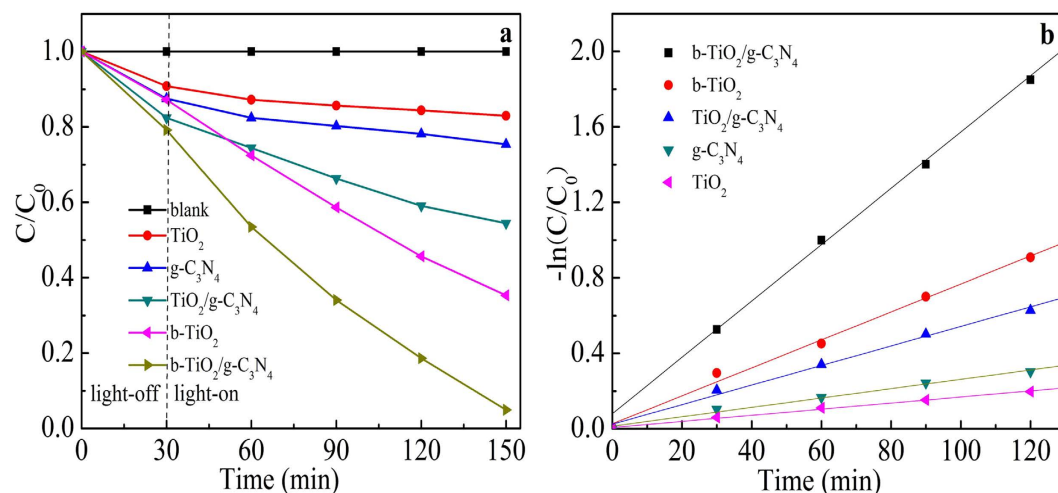 a
1.0
0.8
0.6
0.4
0.2
0.0
C/C₀
blank
TiO₂
g-C₃N₄
TiO₂/g-C₃N₄
b-TiO₂
b-TiO₂/g-C₃N₄
light-off light-on
0 30 60 90 120 150
Time (min)
b
2.0
1.6
1.2
0.8
0.4
0.0
-ln(C/C₀)
b-TiO₂/g-C₃N₄
b-TiO₂
TiO₂/g-C₃N₄
g-C₃N₄
TiO₂
0 20 40 60 80 100 120
Time (min)